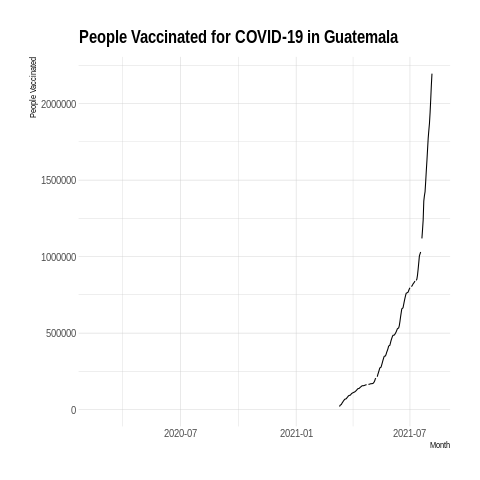 People Vaccinated for COVID-19 in Guatemala
People Vaccinated
2000000
1500000
1000000
500000
0
2020-07
2021-01
2021-07
Month